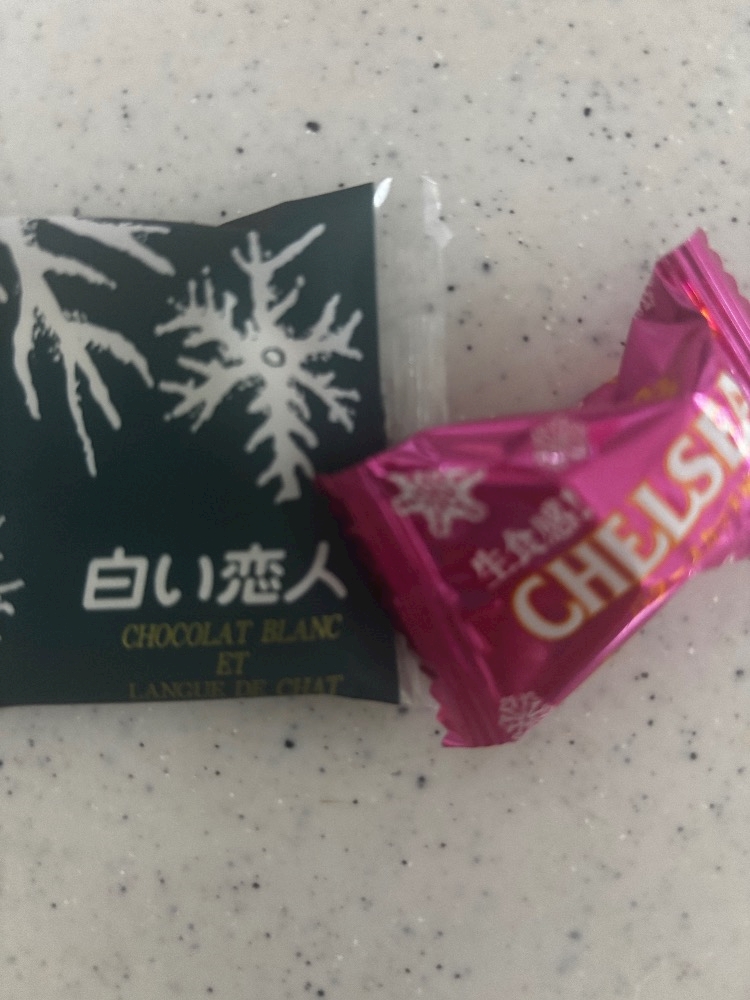 白い恋人
CHOCOLAT BLANC
ET
LANGUE DE CHAT
生食感
CHELSEA